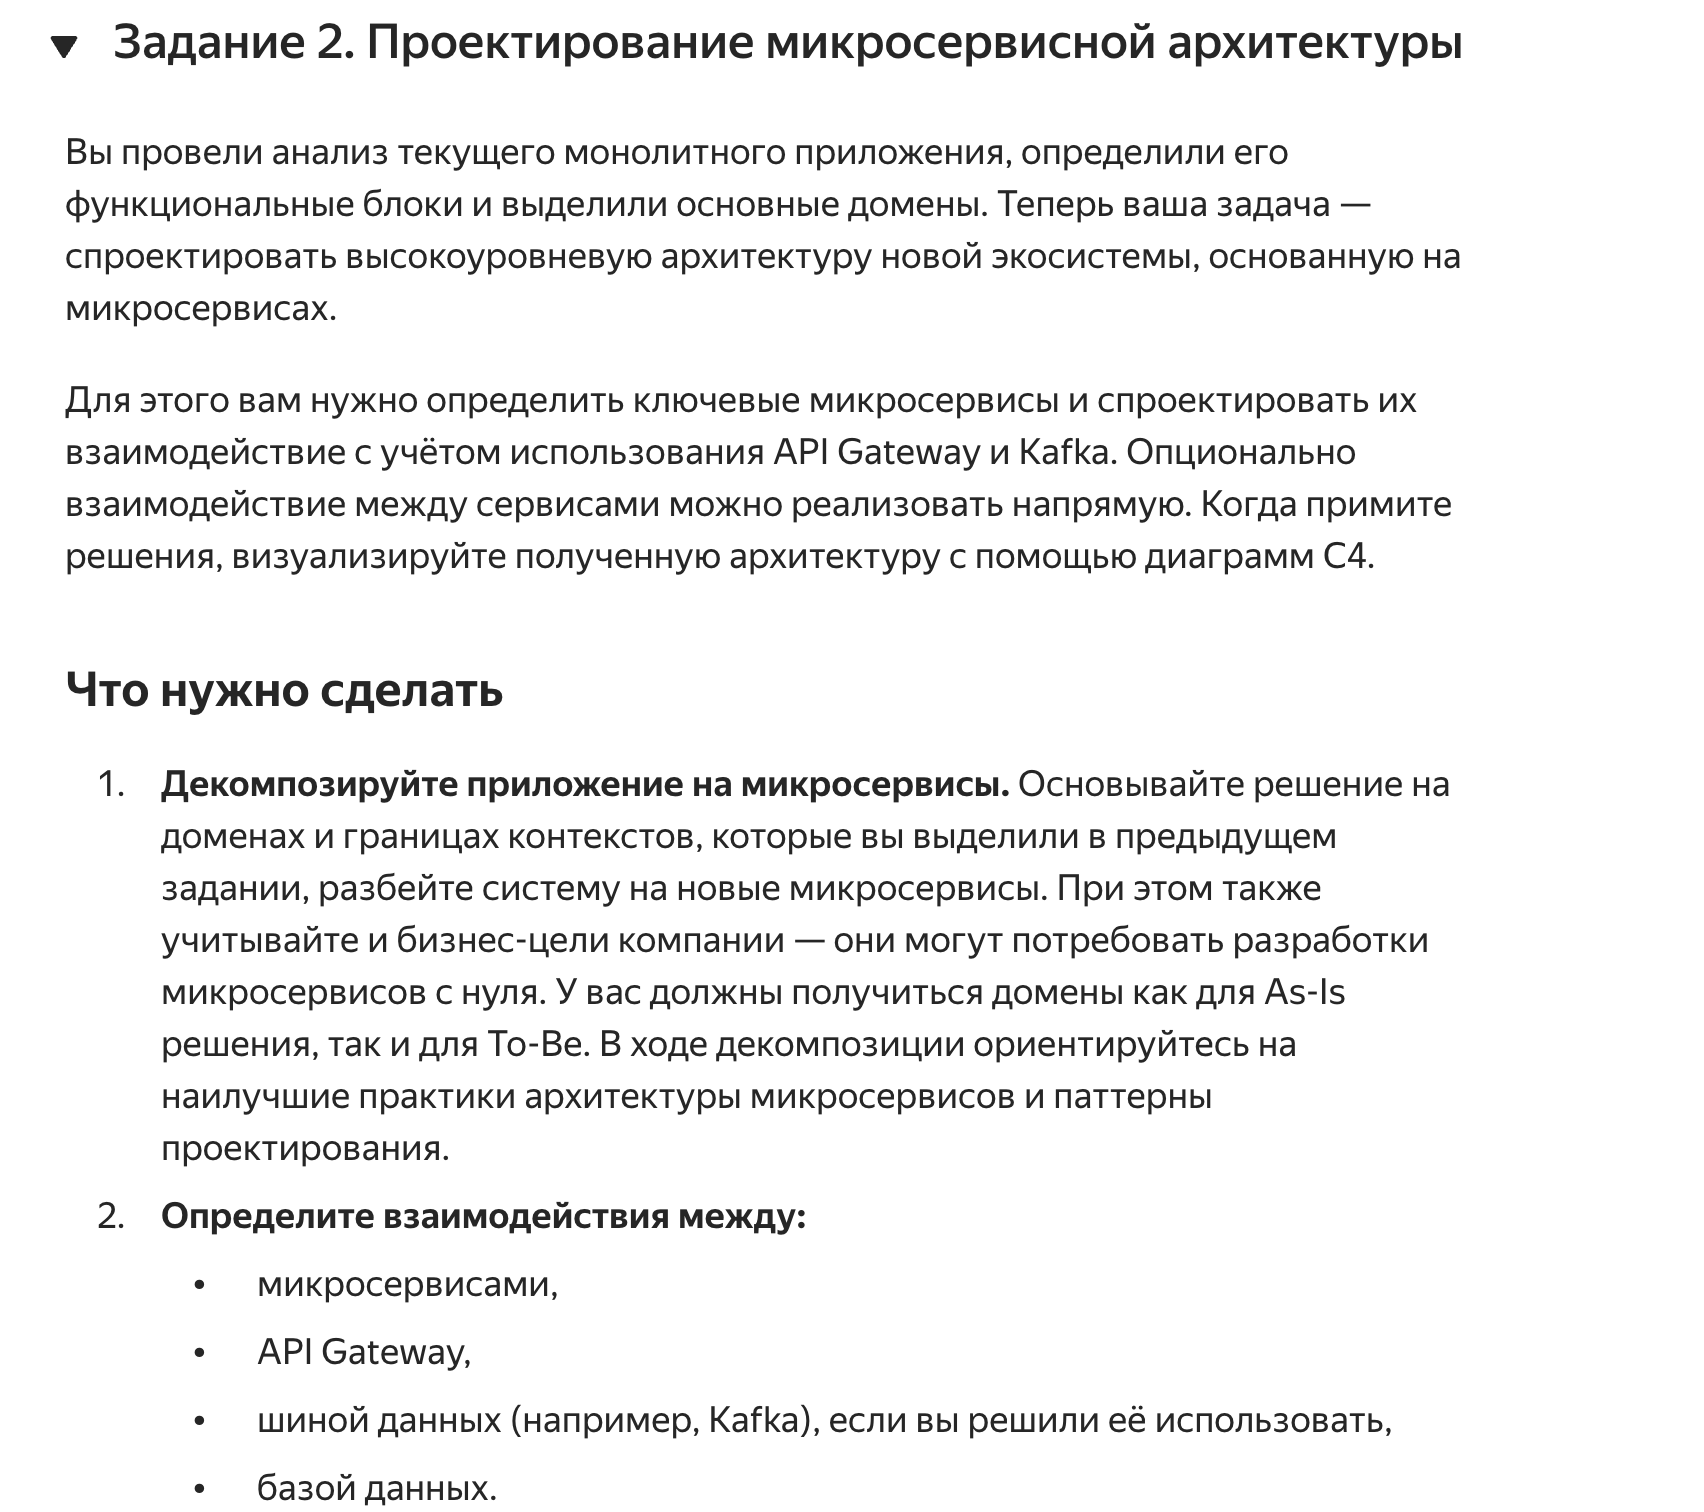 Задание 2. Проектирование микросервисной архитектуры
Вы провели анализ текущего монолитного приложения, определили его
функциональные блоки и выделили основные домены. Теперь ваша задача —
спроектировать высокоуровневую архитектуру новой экосистемы, основанную на
микросервисах.
Для этого вам нужно определить ключевые микросервисы и спроектировать их
взаимодействие с учётом использования API Gateway и Kafka. Опционально
взаимодействие между сервисами можно реализовать напрямую. Когда примите
решения, визуализируйте полученную архитектуру с помощью диаграмм C4.
Что нужно сделать
1. Декомпозируйте приложение на микросервисы. Основывайте решение на
доменах и границах контекстов, которые вы выделили в предыдущем
задании, разбейте систему на новые микросервисы. При этом также
учитывайте и бизнес-цели компании — они могут потребовать разработки
микросервисов с нуля. У вас должны получиться домены как для As-Is
решения, так и для To-Be. В ходе декомпозиции ориентируйтесь на
наилучшие практики архитектуры микросервисов и паттерны
проектирования.
2. Определите взаимодействия между:
• микросервисами,
• API Gateway,
• шиной данных (например, Kafka), если вы решили её использовать,
• базой данных.